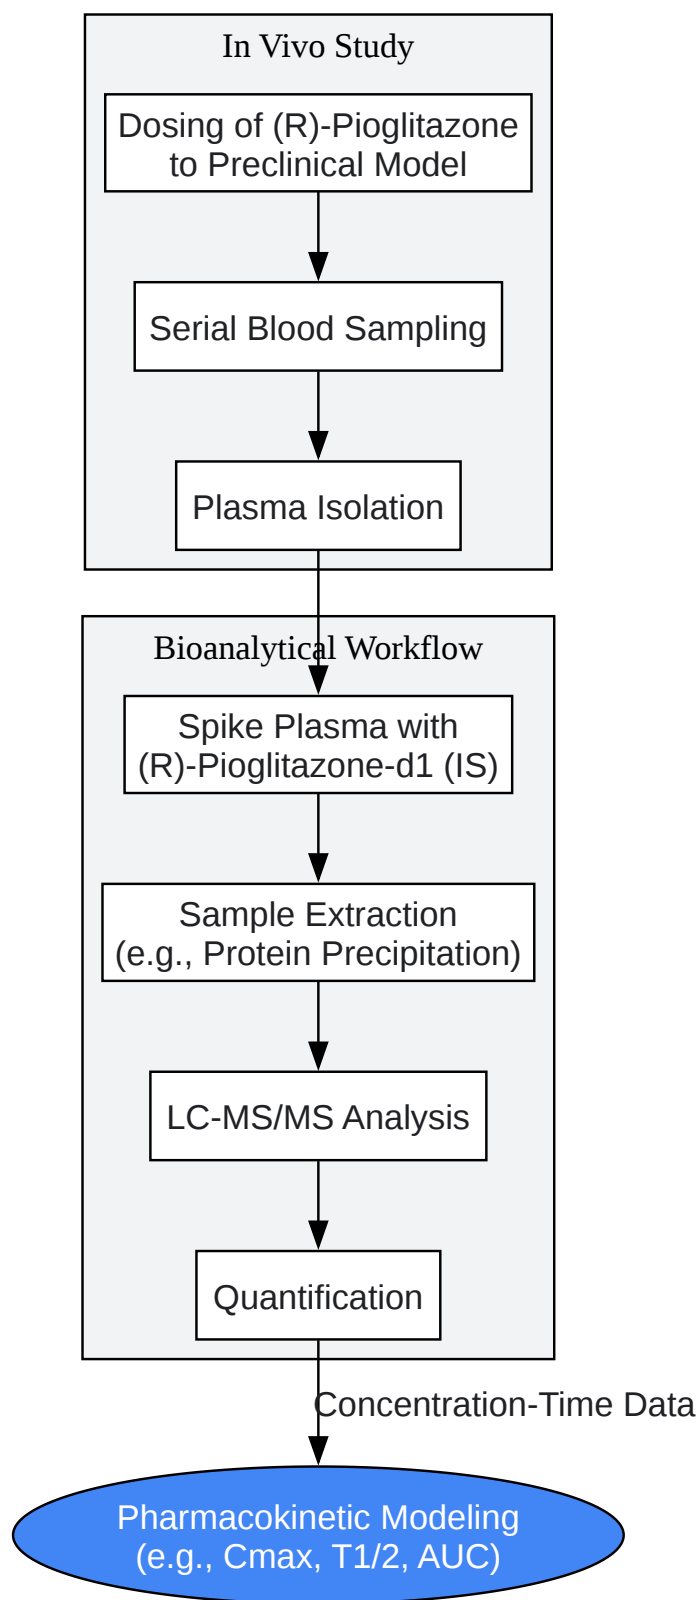 In Vivo Study
Dosing of (R)-Pioglitazone
to Preclinical Model
Serial Blood Sampling
Plasma Isolation
Bioanalytical Workflow
Spike Plasma with
(R)-Pioglitazone-d1 (IS)
Sample Extraction
(e.g., Protein Precipitation)
LC-MS/MS Analysis
Quantification
Concentration-Time Data
Pharmacokinetic Modeling
(e.g., Cmax, T1/2, AUC)